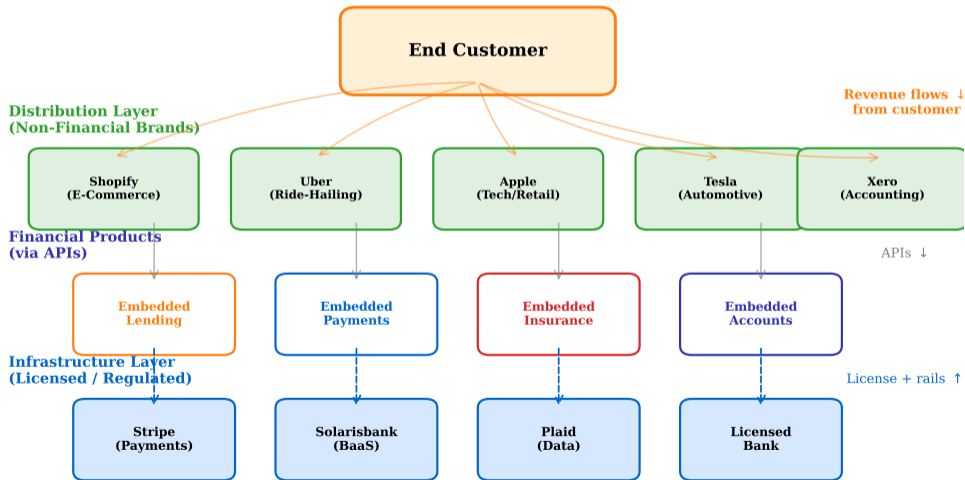 End Customer
Revenue flows ↓
from customer
Distribution Layer
(Non-Financial Brands)
Shopify
(E-Commerce)
Uber
(Ride-Hailing)
Apple
(Tech/Retail)
Tesla
(Automotive)
Xero
(Accounting)
Financial Products
(via APIs)
APIs ↓
Embedded
Lending
Embedded
Payments
Embedded
Insurance
Embedded
Accounts
Infrastructure Layer
(Licensed / Regulated)
License + rails ↑
Stripe
(Payments)
Solarisbank
(BaaS)
Plaid
(Data)
Licensed
Bank